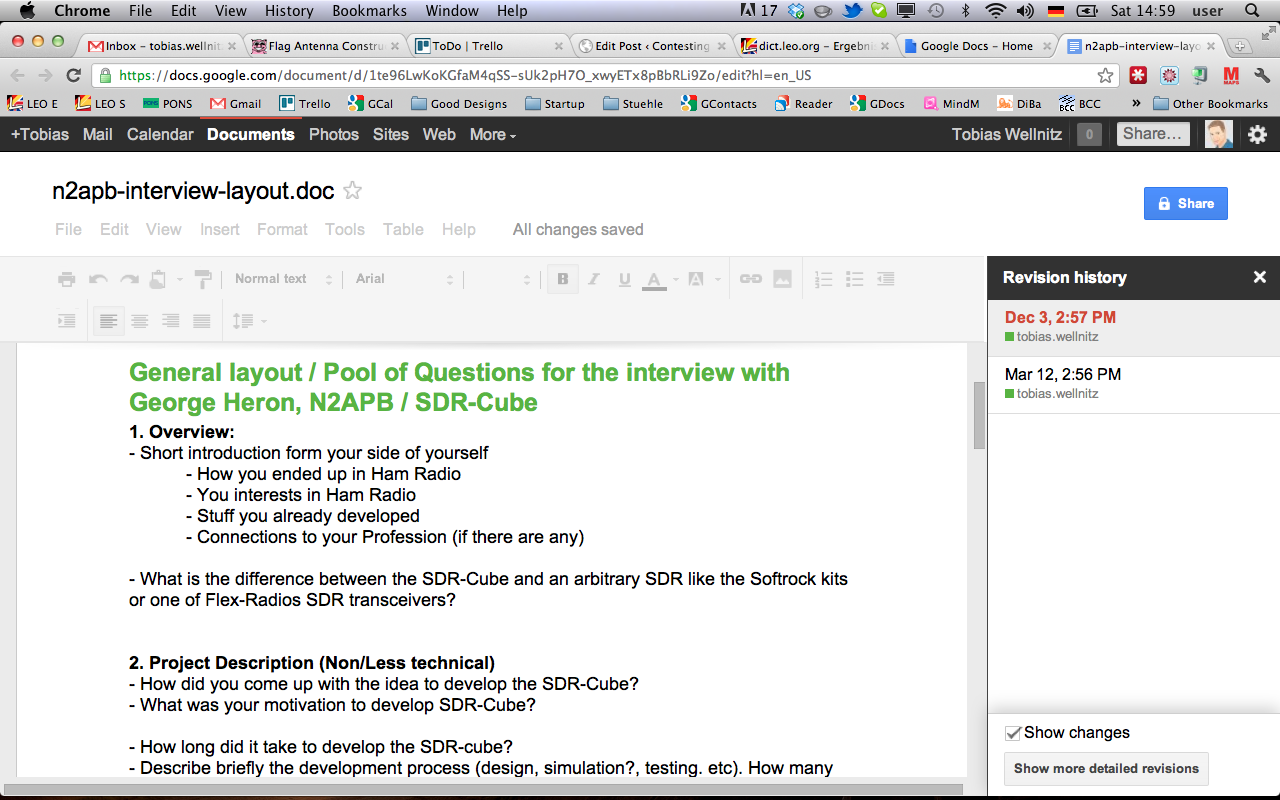 Chrome File Edit View History Bookmarks Window Help 17 Sat 14:59 user
Inbox – tobias.wellnit Flag Antenna Constru ToDo | Trello Edit Post ‹ Contesting dict.leo.org – Ergebnis Google Docs – Home n2apb-interview-layo
https://docs.google.com/document/d/1te96LwKoKGfaM4qSS-sUk2pH7O_xwyETx8pBbRLi9Zo/edit?hl=en_US
LEO E LEO S PONS Gmail Trello GCal Good Designs Startup Stuehle GContacts Reader GDocs MindM DiBa BCC » Other Bookmarks
+Tobias Mail Calendar Documents Photos Sites Web More Tobias Wellnitz 0 Share…
n2apb-interview-layout.doc
Share
File Edit View Insert Format Tools Table Help All changes saved
Normal text Arial B I U A A
Revision history
Dec 3, 2:57 PM
tobias.wellnitz
Mar 12, 2:56 PM
tobias.wellnitz
General layout / Pool of Questions for the interview with
George Heron, N2APB / SDR-Cube
1. Overview:
- Short introduction form your side of yourself
- How you ended up in Ham Radio
- You interests in Ham Radio
- Stuff you already developed
- Connections to your Profession (if there are any)
- What is the difference between the SDR-Cube and an arbitrary SDR like the Softrock kits
or one of Flex-Radios SDR transceivers?
2. Project Description (Non/Less technical)
- How did you come up with the idea to develop the SDR-Cube?
- What was your motivation to develop SDR-Cube?
- How long did it take to develop the SDR-cube?
- Describe briefly the development process (design, simulation?, testing. etc). How many
Show changes
Show more detailed revisions